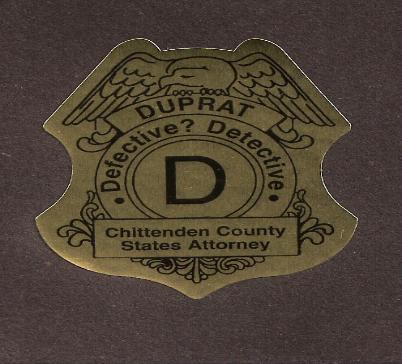 DUPRAT
• Defective? Detective •
D
Chittenden County
States Attorney